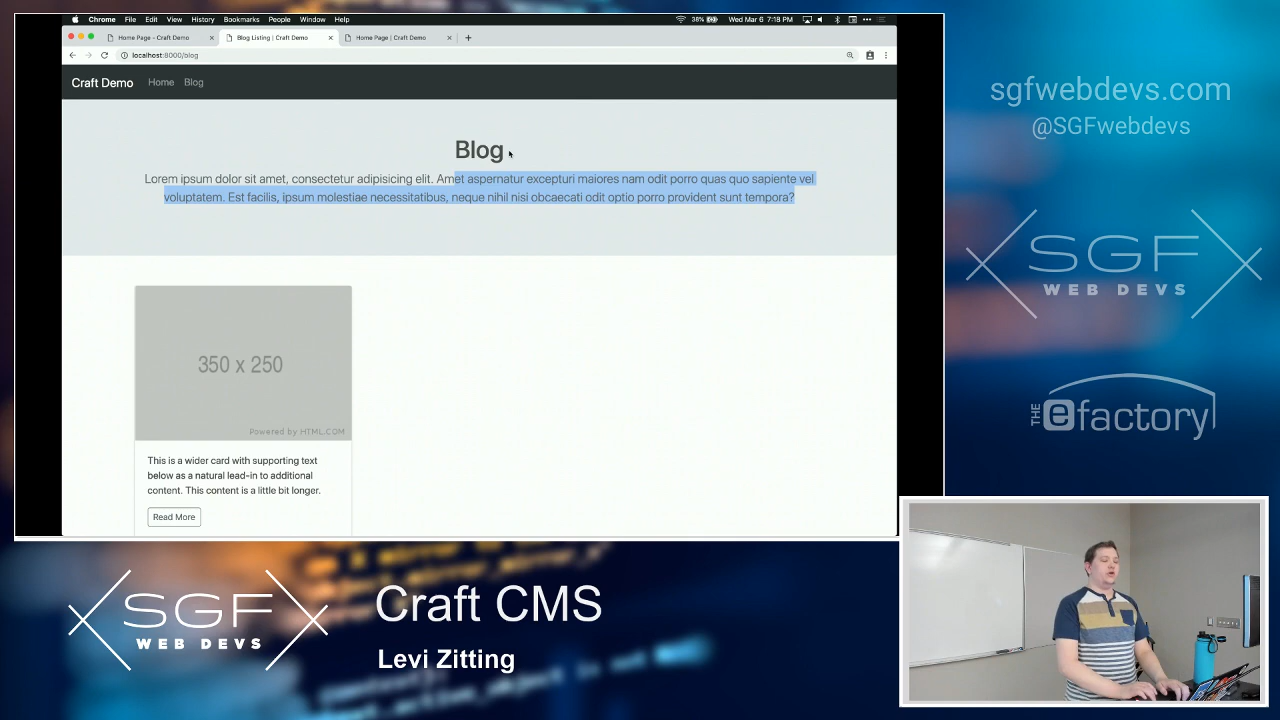 Chrome File Edit View History Bookmarks People Window Help
38% Wed Mar 6 7:18 PM
Home Page - Craft Demo
Blog Listing | Craft Demo
Home Page | Craft Demo
localhost:8000/blog
Craft Demo Home Blog
Blog
Lorem ipsum dolor sit amet, consectetur adipisicing elit. Amet aspernatur excepturi maiores nam odit porro quas quo sapiente vel
voluptatem. Est facilis, ipsum molestiae necessitatibus, neque nihil nisi obcaecati odit optio porro provident sunt tempora?
350 x 250
Powered by HTML.COM
This is a wider card with supporting text
below as a natural lead-in to additional
content. This content is a little bit longer.
Read More
sgfwebdevs.com
@SGFwebdevs
SGF
WEB DEVS
THE efactory
SGF
WEB DEVS
Craft CMS
Levi Zitting